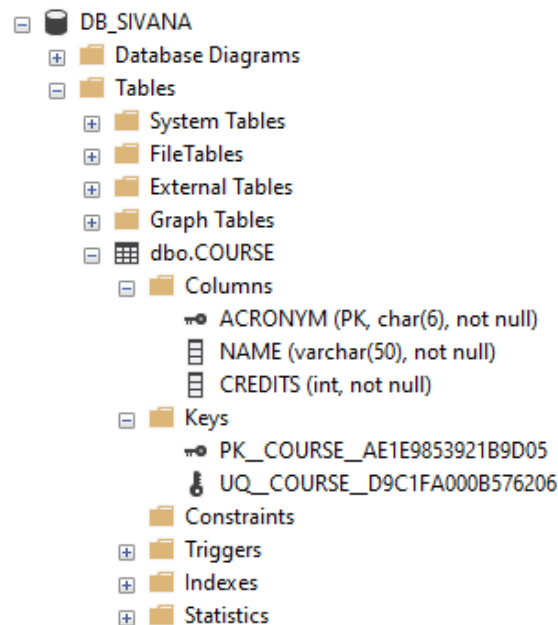 DB_SIVANA
Database Diagrams
Tables
System Tables
FileTables
External Tables
Graph Tables
dbo.COURSE
Columns
ACRONYM (PK, char(6), not null)
NAME (varchar(50), not null)
CREDITS (int, not null)
Keys
PK__COURSE__AE1E9853921B9D05
UQ__COURSE__D9C1FA000B576206
Constraints
Triggers
Indexes
Statistics